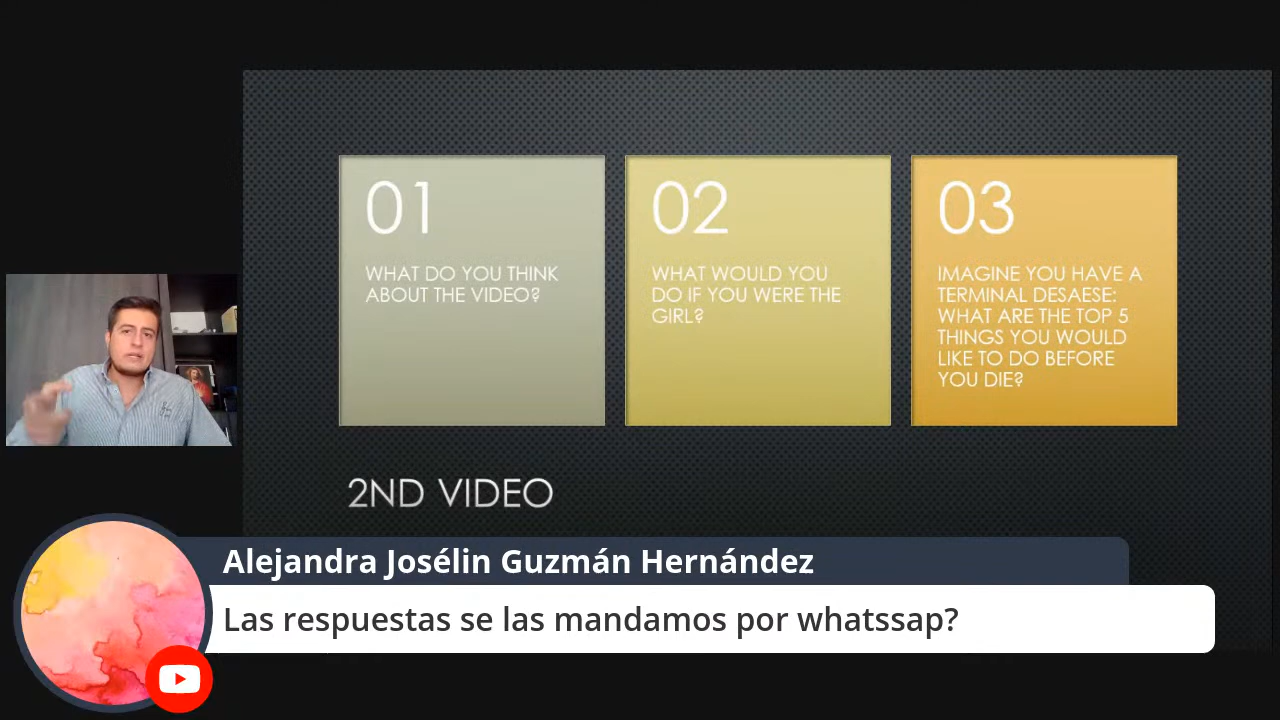 01
WHAT DO YOU THINK
ABOUT THE VIDEO?
02
WHAT WOULD YOU
DO IF YOU WERE THE
GIRL?
03
IMAGINE YOU HAVE A
TERMINAL DESAESE:
WHAT ARE THE TOP 5
THINGS YOU WOULD
LIKE TO DO BEFORE
YOU DIE?
2ND VIDEO
Alejandra Josélin Guzmán Hernández
Las respuestas se las mandamos por whatssap?